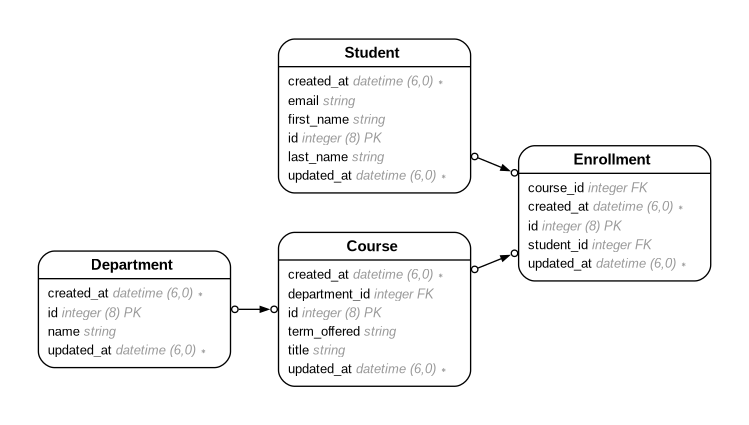 Student
created_at datetime (6,0) *
email string
first_name string
id integer (8) PK
last_name string
updated_at datetime (6,0) *
Enrollment
course_id integer FK
created_at datetime (6,0) *
id integer (8) PK
student_id integer FK
updated_at datetime (6,0) *
Department
created_at datetime (6,0) *
id integer (8) PK
name string
updated_at datetime (6,0) *
Course
created_at datetime (6,0) *
department_id integer FK
id integer (8) PK
term_offered string
title string
updated_at datetime (6,0) *